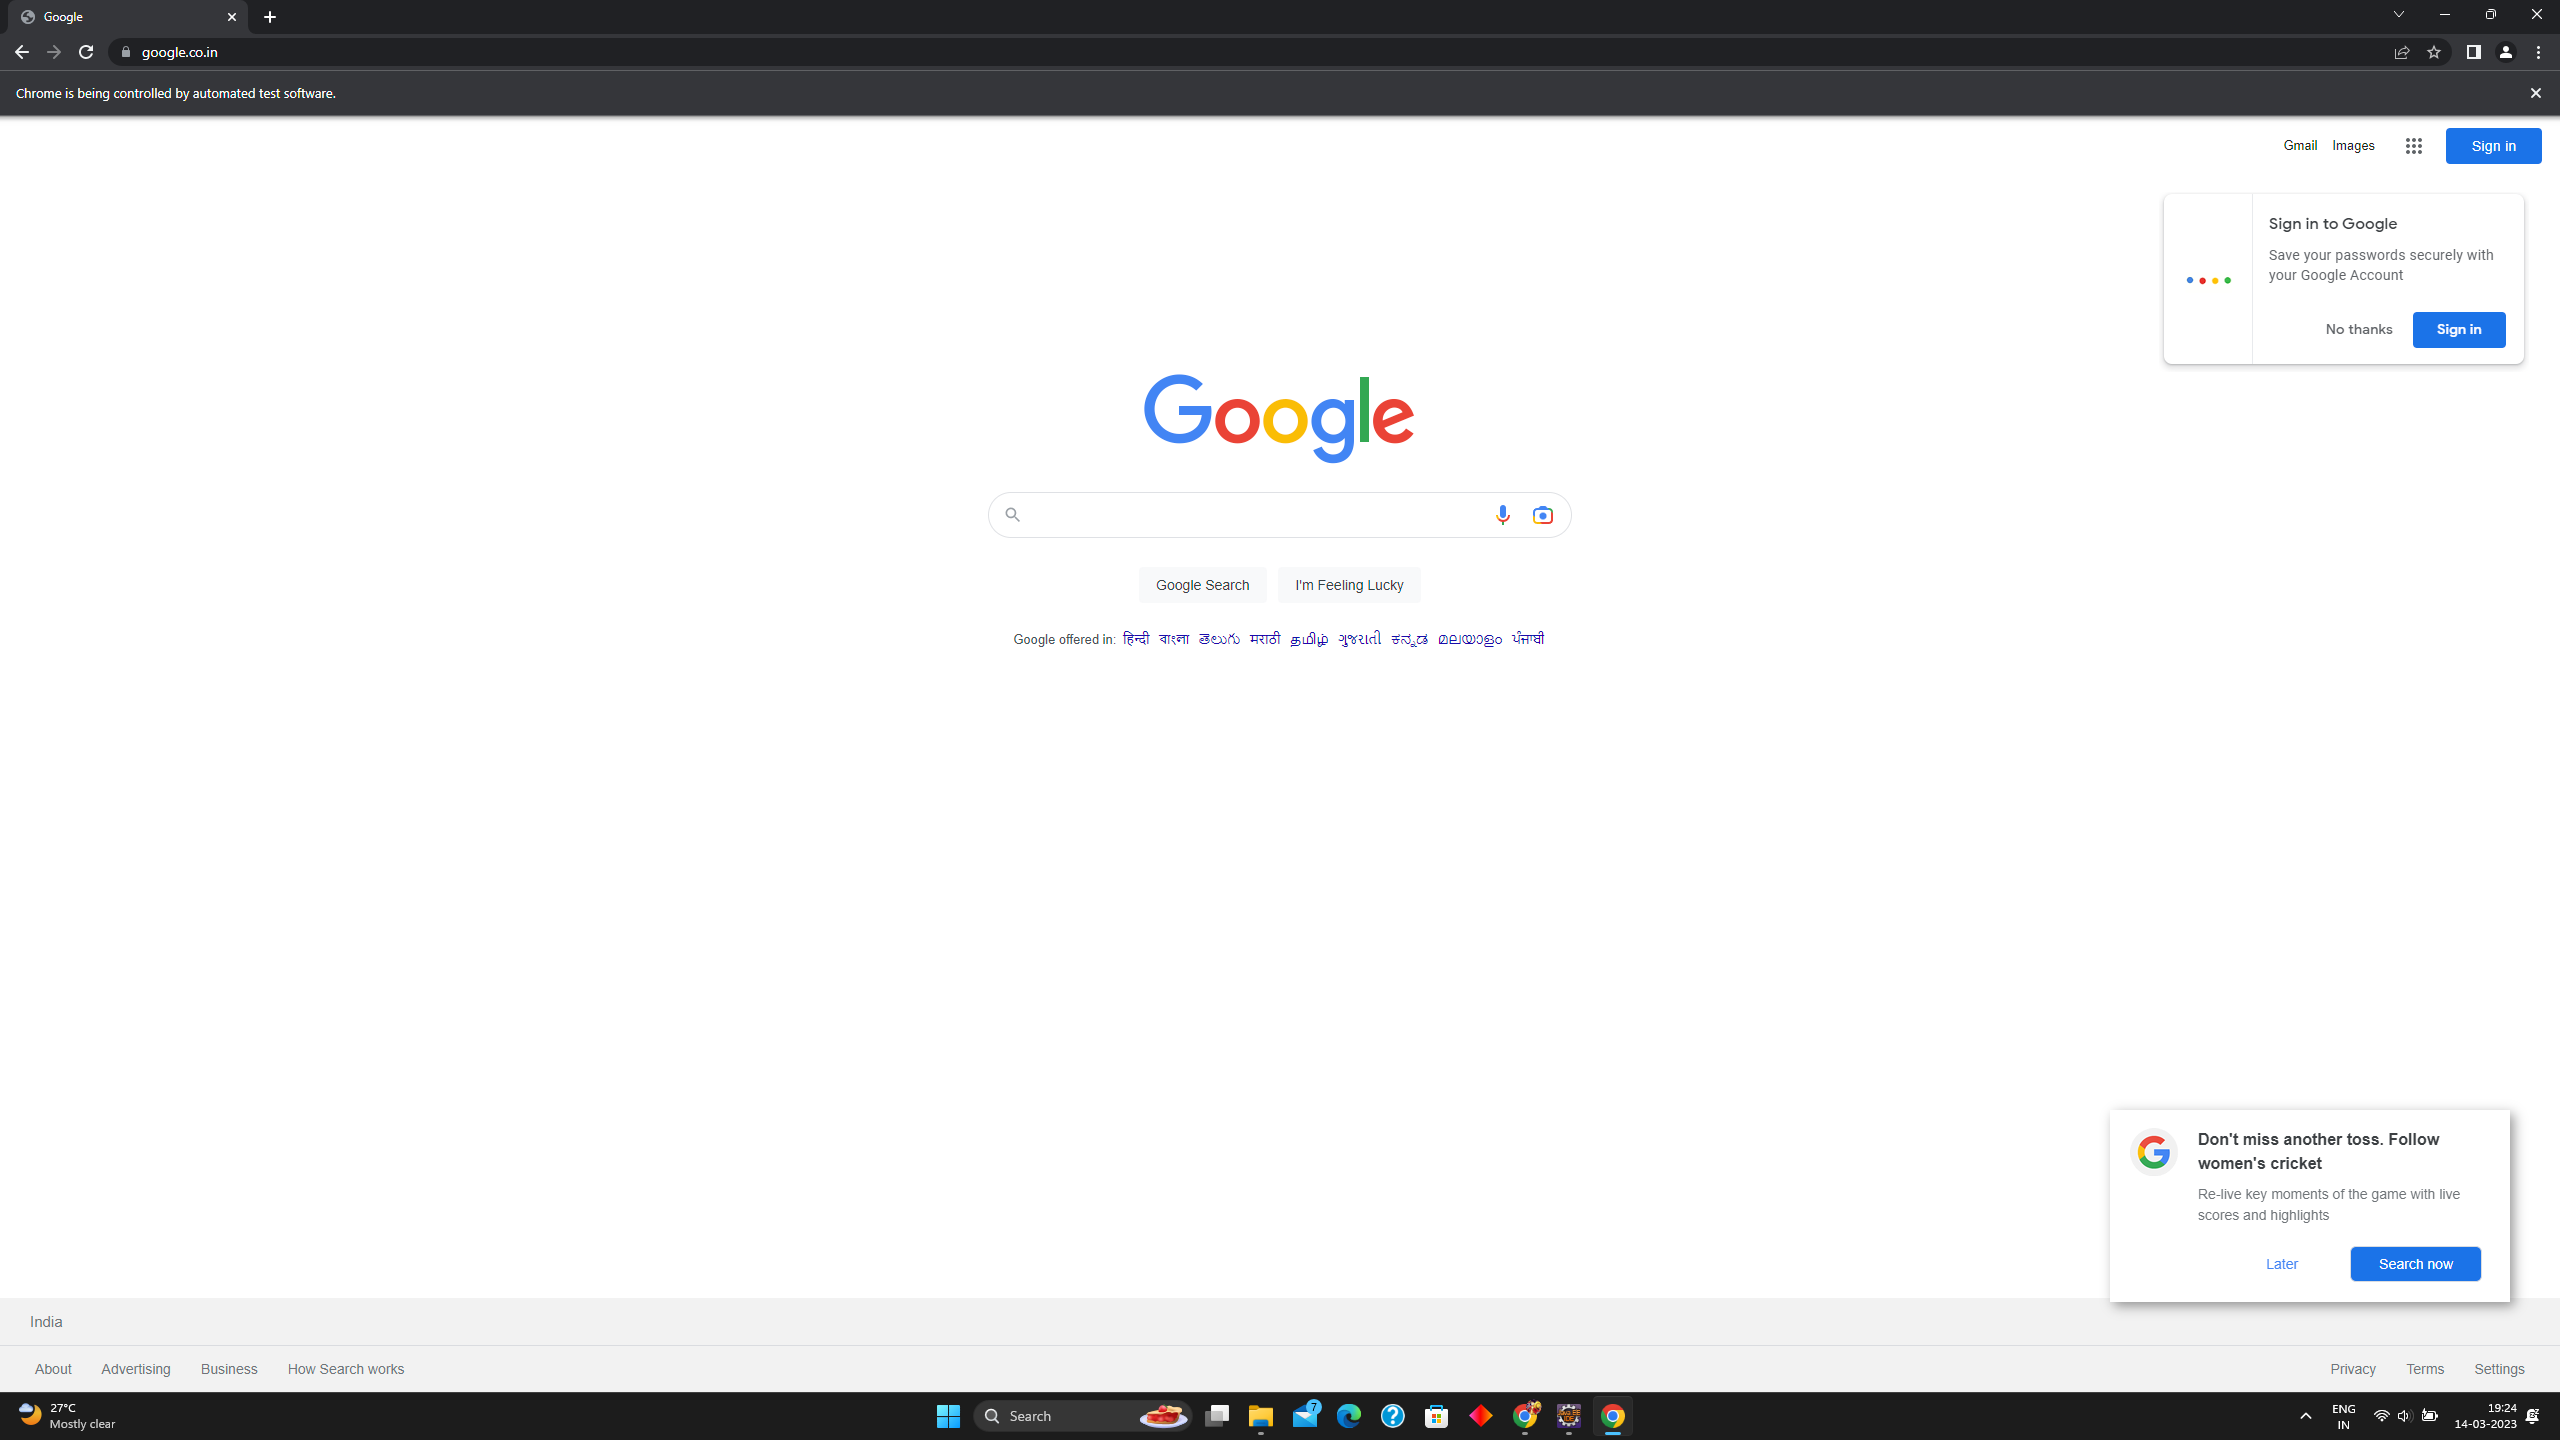 Google
google.co.in
Chrome is being controlled by automated test software.
Gmail Images Sign in
Sign in to Google
Save your passwords securely with
your Google Account
No thanks Sign in
Google
Google Search I'm Feeling Lucky
Google offered in: हिन्दी বাংলা తెలుగు मराठी தமிழ் ગુજરાતી ಕನ್ನಡ മലയാളം ਪੰਜਾਬੀ
Don't miss another toss. Follow
women's cricket
Re-live key moments of the game with live
scores and highlights
Later Search now
India
About Advertising Business How Search works Privacy Terms Settings
27°C
Mostly clear
Search
7
ENG
IN
19:24
14-03-2023